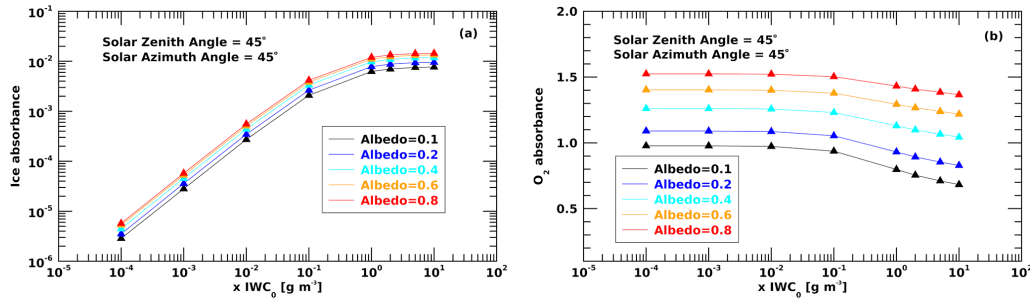 (a)
Solar Zenith Angle = 45°
Solar Azimuth Angle = 45°
Ice absorbance
10⁻¹
10⁻²
10⁻³
10⁻⁴
10⁻⁵
10⁻⁶
Albedo=0.1
Albedo=0.2
Albedo=0.4
Albedo=0.6
Albedo=0.8
10⁻⁵ 10⁻⁴ 10⁻³ 10⁻² 10⁻¹ 10⁰ 10¹ 10²
x IWC₀ [g m⁻³]
(b)
Solar Zenith Angle = 45°
Solar Azimuth Angle = 45°
O₂ absorbance
2.0
1.5
1.0
0.5
Albedo=0.1
Albedo=0.2
Albedo=0.4
Albedo=0.6
Albedo=0.8
10⁻⁵ 10⁻⁴ 10⁻³ 10⁻² 10⁻¹ 10⁰ 10¹ 10²
x IWC₀ [g m⁻³]